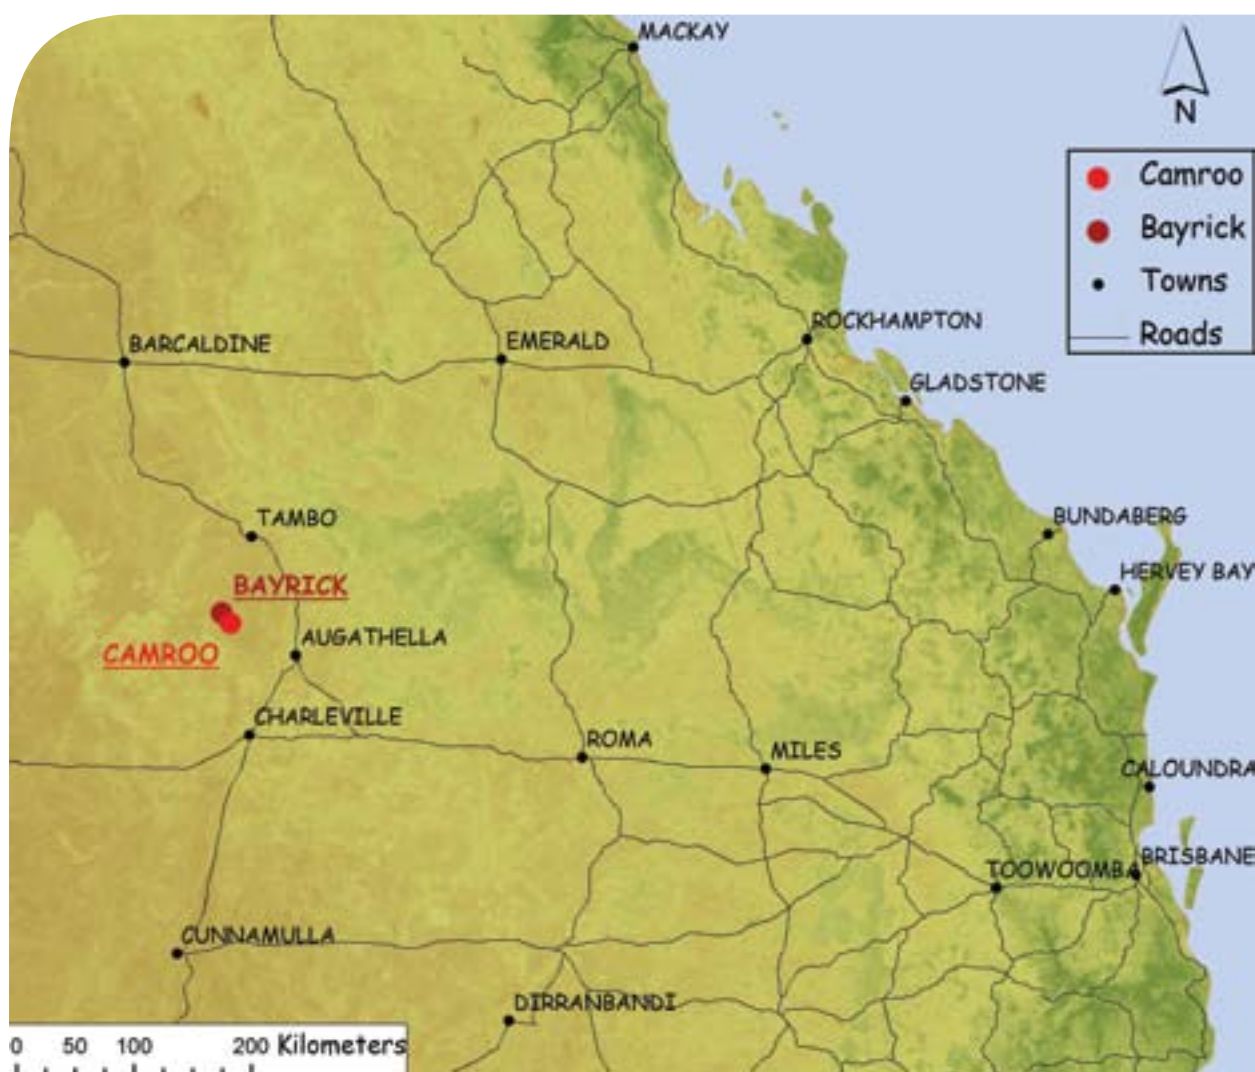 MACKAY
N
Camroo
Bayrick
Towns
Roads
ROCKHAMPTON
BARCALDINE
EMERALD
GLADSTONE
TAMBO
BUNDABERG
HERVEY BAY
BAYRICK
AUGATHELLA
CAMROO
CHARLEVILLE
ROMA
MILES
CALOUNDRA
BRISBANE
TOOWOOMBA
CUNNAMULLA
DIRRANBANDI
0 50 100 200 Kilometers